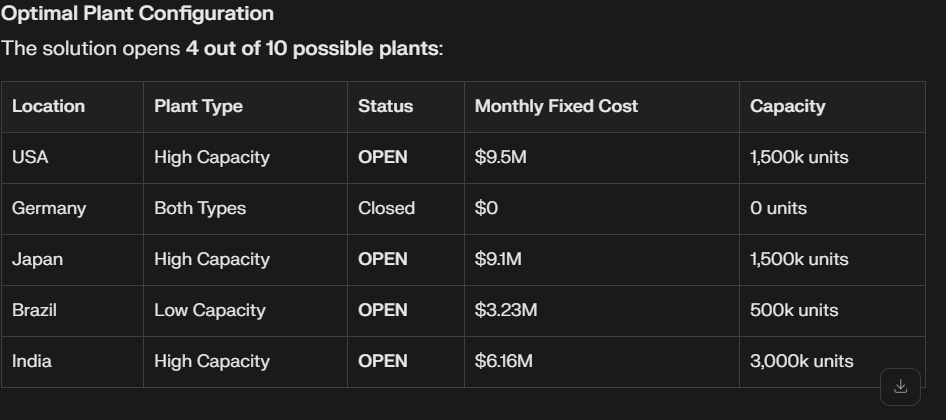 Optimal Plant Configuration
The solution opens 4 out of 10 possible plants:
Location Plant Type Status Monthly Fixed Cost Capacity
USA High Capacity OPEN $9.5M 1,500k units
Germany Both Types Closed $0 0 units
Japan High Capacity OPEN $9.1M 1,500k units
Brazil Low Capacity OPEN $3.23M 500k units
India High Capacity OPEN $6.16M 3,000k units